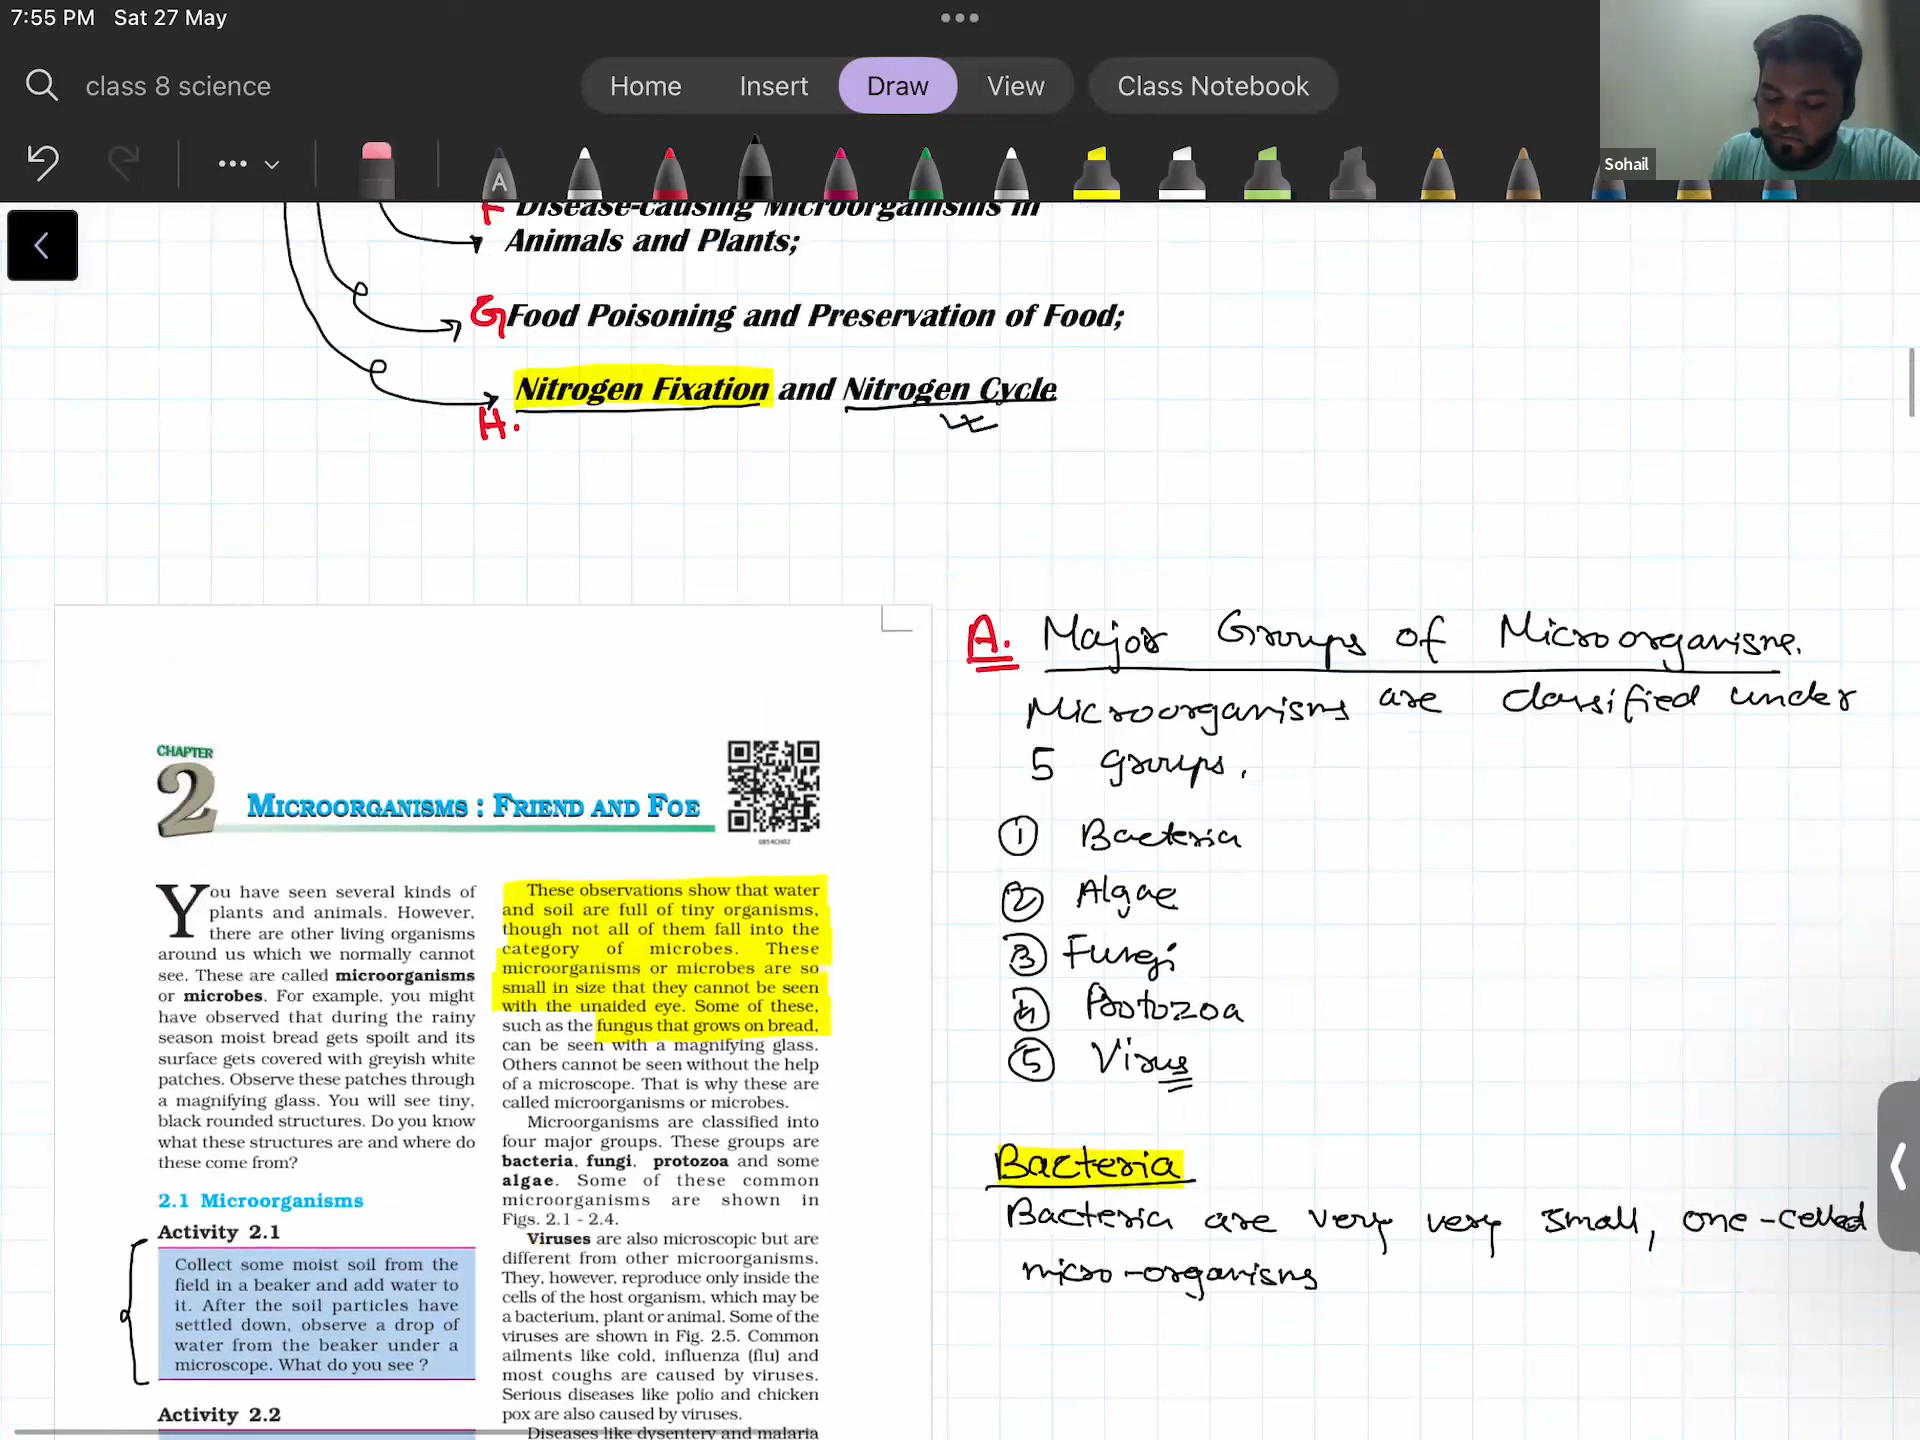 7:55 PM Sat 27 May
class 8 science
Home
Insert
Draw
View
Class Notebook
A
Sohail
F Disease-causing Microorganisms in
Animals and Plants;
G Food Poisoning and Preservation of Food;
H. Nitrogen Fixation and Nitrogen Cycle
CHAPTER
2
MICROORGANISMS : FRIEND AND FOE
0854CH02
You have seen several kinds of
plants and animals. However,
there are other living organisms
around us which we normally cannot
see. These are called microorganisms
or microbes. For example, you might
have observed that during the rainy
season moist bread gets spoilt and its
surface gets covered with greyish white
patches. Observe these patches through
a magnifying glass. You will see tiny,
black rounded structures. Do you know
what these structures are and where do
these come from?
2.1 Microorganisms
Activity 2.1
Collect some moist soil from the
field in a beaker and add water to
it. After the soil particles have
settled down, observe a drop of
water from the beaker under a
microscope. What do you see ?
Activity 2.2
These observations show that water
and soil are full of tiny organisms,
though not all of them fall into the
category of microbes. These
microorganisms or microbes are so
small in size that they cannot be seen
with the unaided eye. Some of these,
such as the fungus that grows on bread,
can be seen with a magnifying glass.
Others cannot be seen without the help
of a microscope. That is why these are
called microorganisms or microbes.
Microorganisms are classified into
four major groups. These groups are
bacteria, fungi, protozoa and some
algae. Some of these common
microorganisms are shown in
Figs. 2.1 - 2.4.
Viruses are also microscopic but are
different from other microorganisms.
They, however, reproduce only inside the
cells of the host organism, which may be
a bacterium, plant or animal. Some of the
viruses are shown in Fig. 2.5. Common
ailments like cold, influenza (flu) and
most coughs are caused by viruses.
Serious diseases like polio and chicken
pox are also caused by viruses.
Diseases like dysentery and malaria
A. Major Groups of Microorganisms.
Microorganisms are classified under
5 groups.
① Bacteria
② Algae
③ Fungi
④ Protozoa
⑤ Virus
Bacteria
Bacteria are very very small, one-celled
micro-organisms